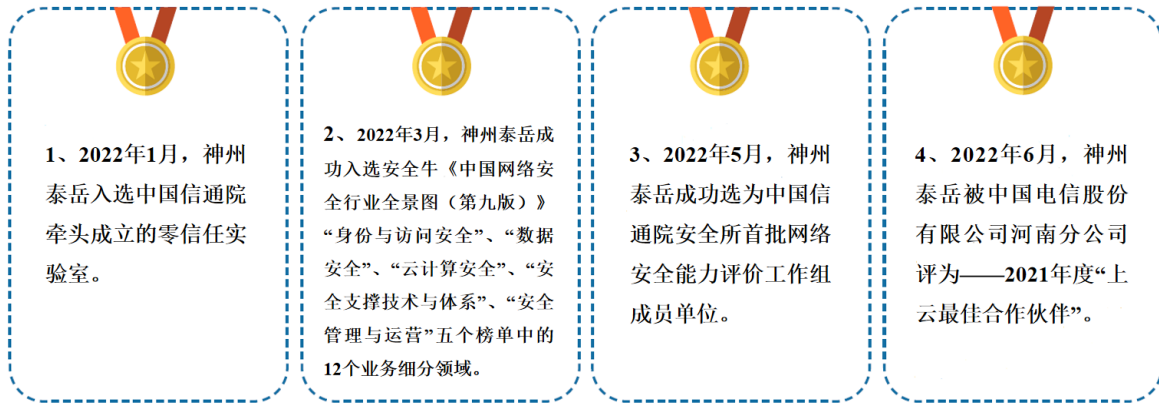 1、2022年1月，神州
泰岳入选中国信通院
牵头成立的零信任实
验室。
2、2022年3月，神州泰岳成
功入选安全牛《中国网络安
全行业全景图（第九版）》
“身份与访问安全”、“数据
安全”、“云计算安全”、“安
全支撑技术与体系”、“安全
管理与运营”五个榜单中的
12个业务细分领域。
3、2022年5月，神州
泰岳成功选为中国信
通院安全所首批网络
安全能力评价工作组
成员单位。
4、2022年6月，神州
泰岳被中国电信股份
有限公司河南分公司
评为——2021年度“上
云最佳合作伙伴”。